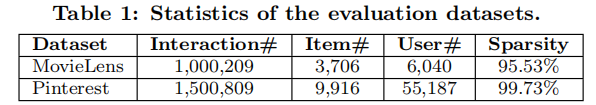 Table 1: Statistics of the evaluation datasets.
Dataset Interaction# Item# User# Sparsity
MovieLens 1,000,209 3,706 6,040 95.53%
Pinterest 1,500,809 9,916 55,187 99.73%